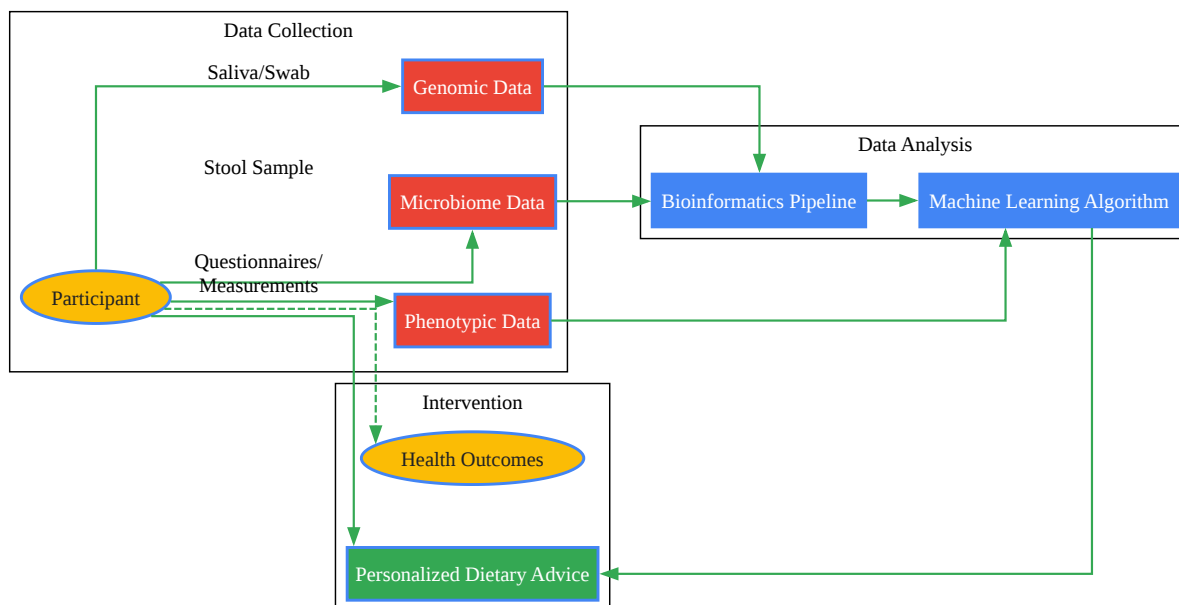 Data Collection
Saliva/Swab
Genomic Data
Stool Sample
Microbiome Data
Questionnaires/
Measurements
Participant
Phenotypic Data
Data Analysis
Bioinformatics Pipeline
Machine Learning Algorithm
Intervention
Health Outcomes
Personalized Dietary Advice